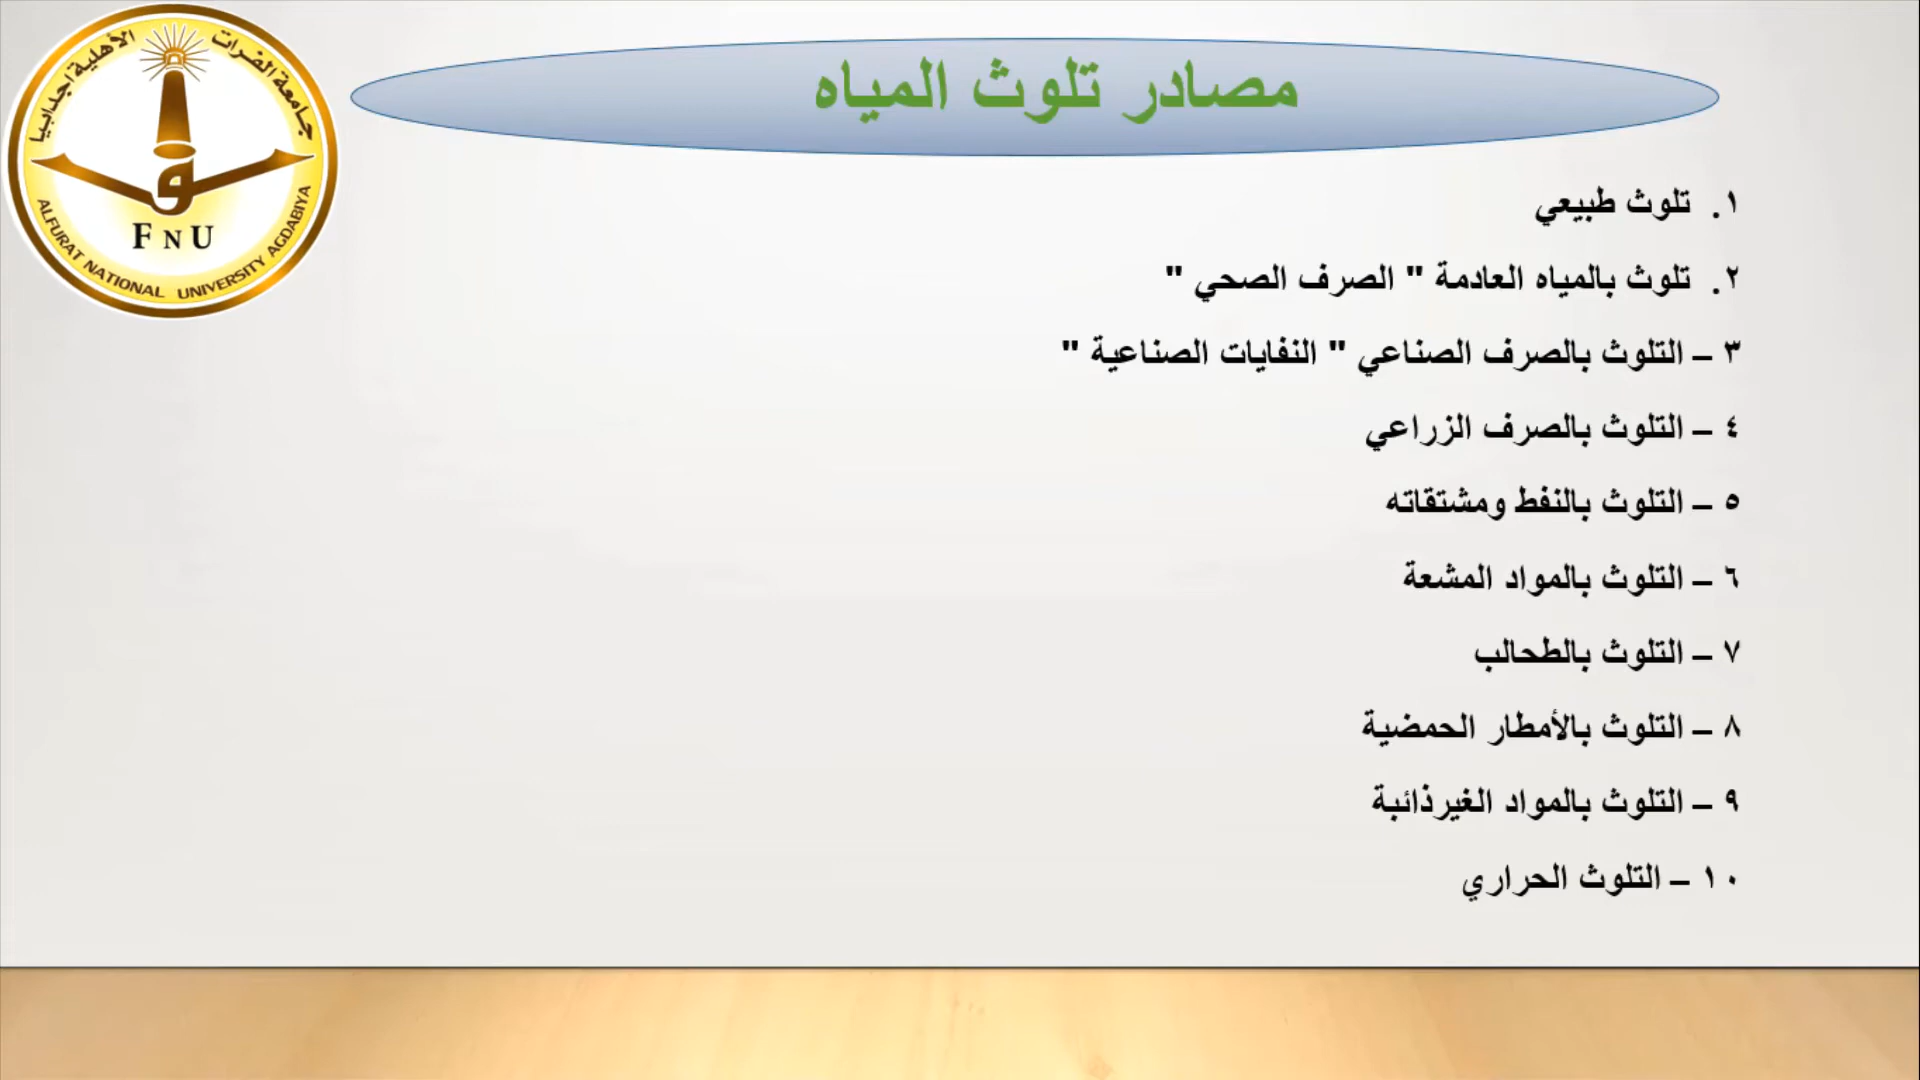 جامعة الفرات الأهلية اجدابيا
FNU
ALFURAT NATIONAL UNIVERSITY AGDABIYA
مصادر تلوث المياه
١. تلوث طبيعي
٢. تلوث بالمياه العادمة " الصرف الصحي "
٣ – التلوث بالصرف الصناعي " النفايات الصناعية "
٤ – التلوث بالصرف الزراعي
٥ – التلوث بالنفط ومشتقاته
٦ – التلوث بالمواد المشعة
٧ – التلوث بالطحالب
٨ – التلوث بالأمطار الحمضية
٩ – التلوث بالمواد الغيرذائبة
١٠ – التلوث الحراري